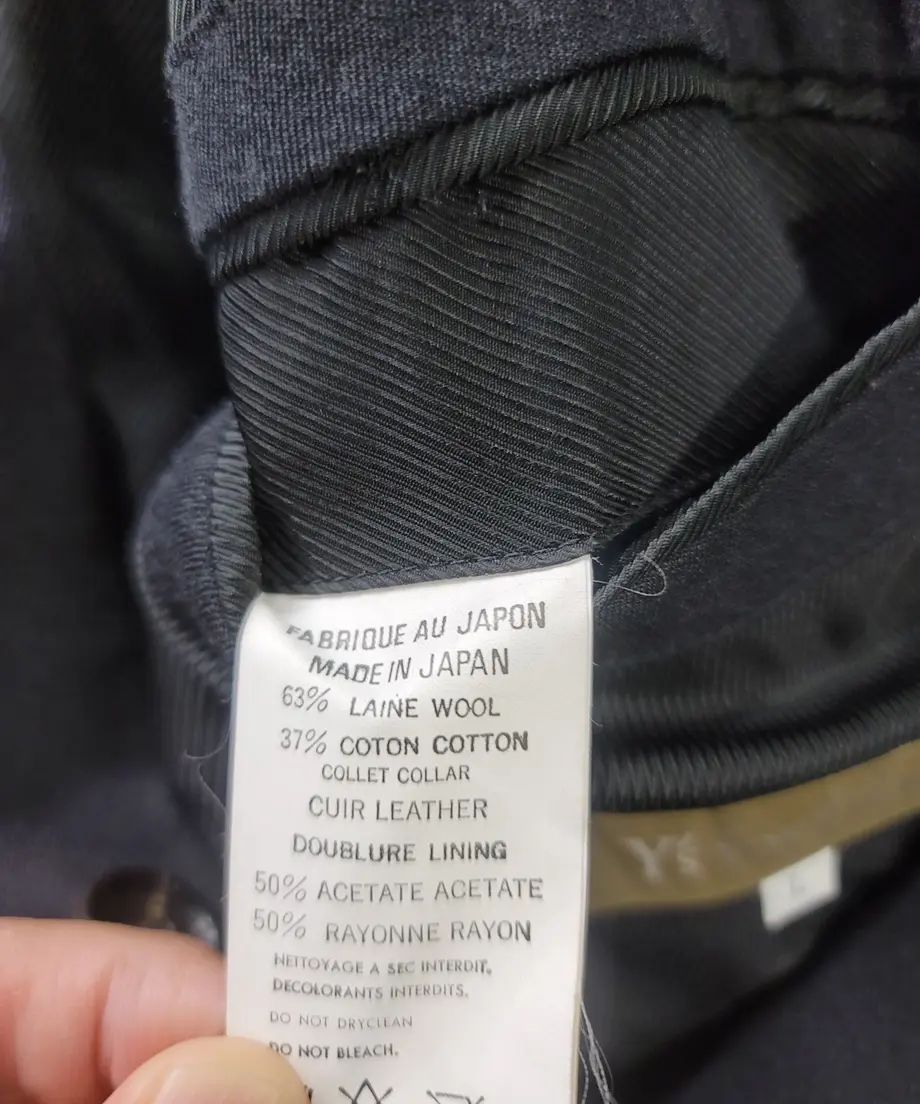 FABRIQUE AU JAPON
MADE IN JAPAN
63% LAINE WOOL
37% COTON COTTON
COLLET COLLAR
CUIR LEATHER
DOUBLURE LINING
50% ACETATE ACETATE
50% RAYONNE RAYON
NETTOYAGE A SEC INTERDIT,
DECOLORANTS INTERDITS,
DO NOT DRYCLEAN
DO NOT BLEACH.
Y's